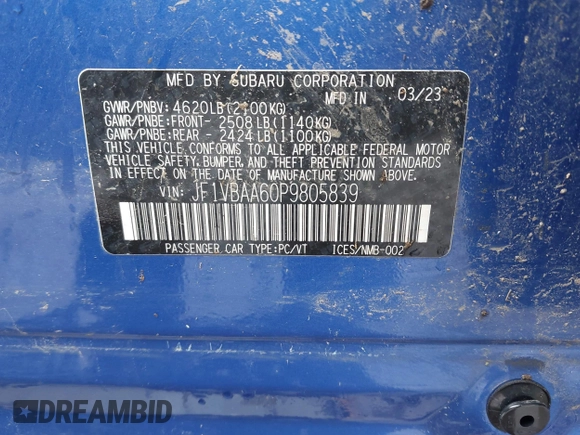 MFD BY SUBARU CORPORATION
GVWR/PNBV: 4620LB(2100KG) 03/23
GAWR/PNBE:FRONT- 2508LB(1140KG)
GAWR/PNBE:REAR - 2424LB(1100KG)
THIS VEHICLE CONFORMS TO ALL APPLICABLE FEDERAL MOTOR
VEHICLE SAFETY, BUMPER, AND THEFT PREVENTION STANDARDS
IN EFFECT ON THE DATE OF MANUFACTURE SHOWN ABOVE.
VIN: JF1VBAA60P9805839
PASSENGER CAR TYPE:PC/VT ICES/NMB-002
DREAMBID